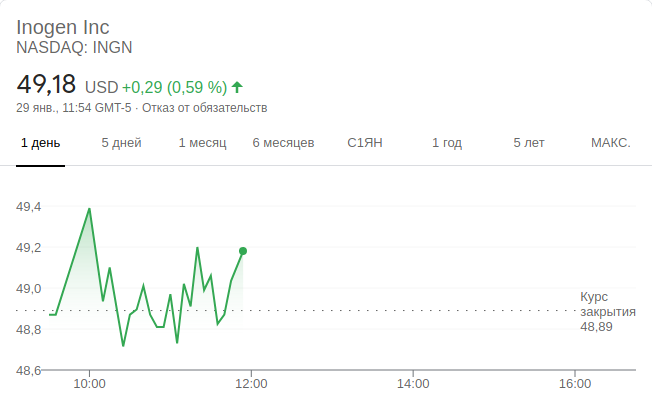 Inogen Inc
NASDAQ: INGN
49,18 USD +0,29 (0,59 %)
29 янв., 11:54 GMT-5 · Отказ от обязательств
1 день 5 дней 1 месяц 6 месяцев С1ЯН 1 год 5 лет МАКС.
49,4
49,2
49,0
48,8
48,6
Курс
закрытия
48,89
10:00 12:00 14:00 16:00